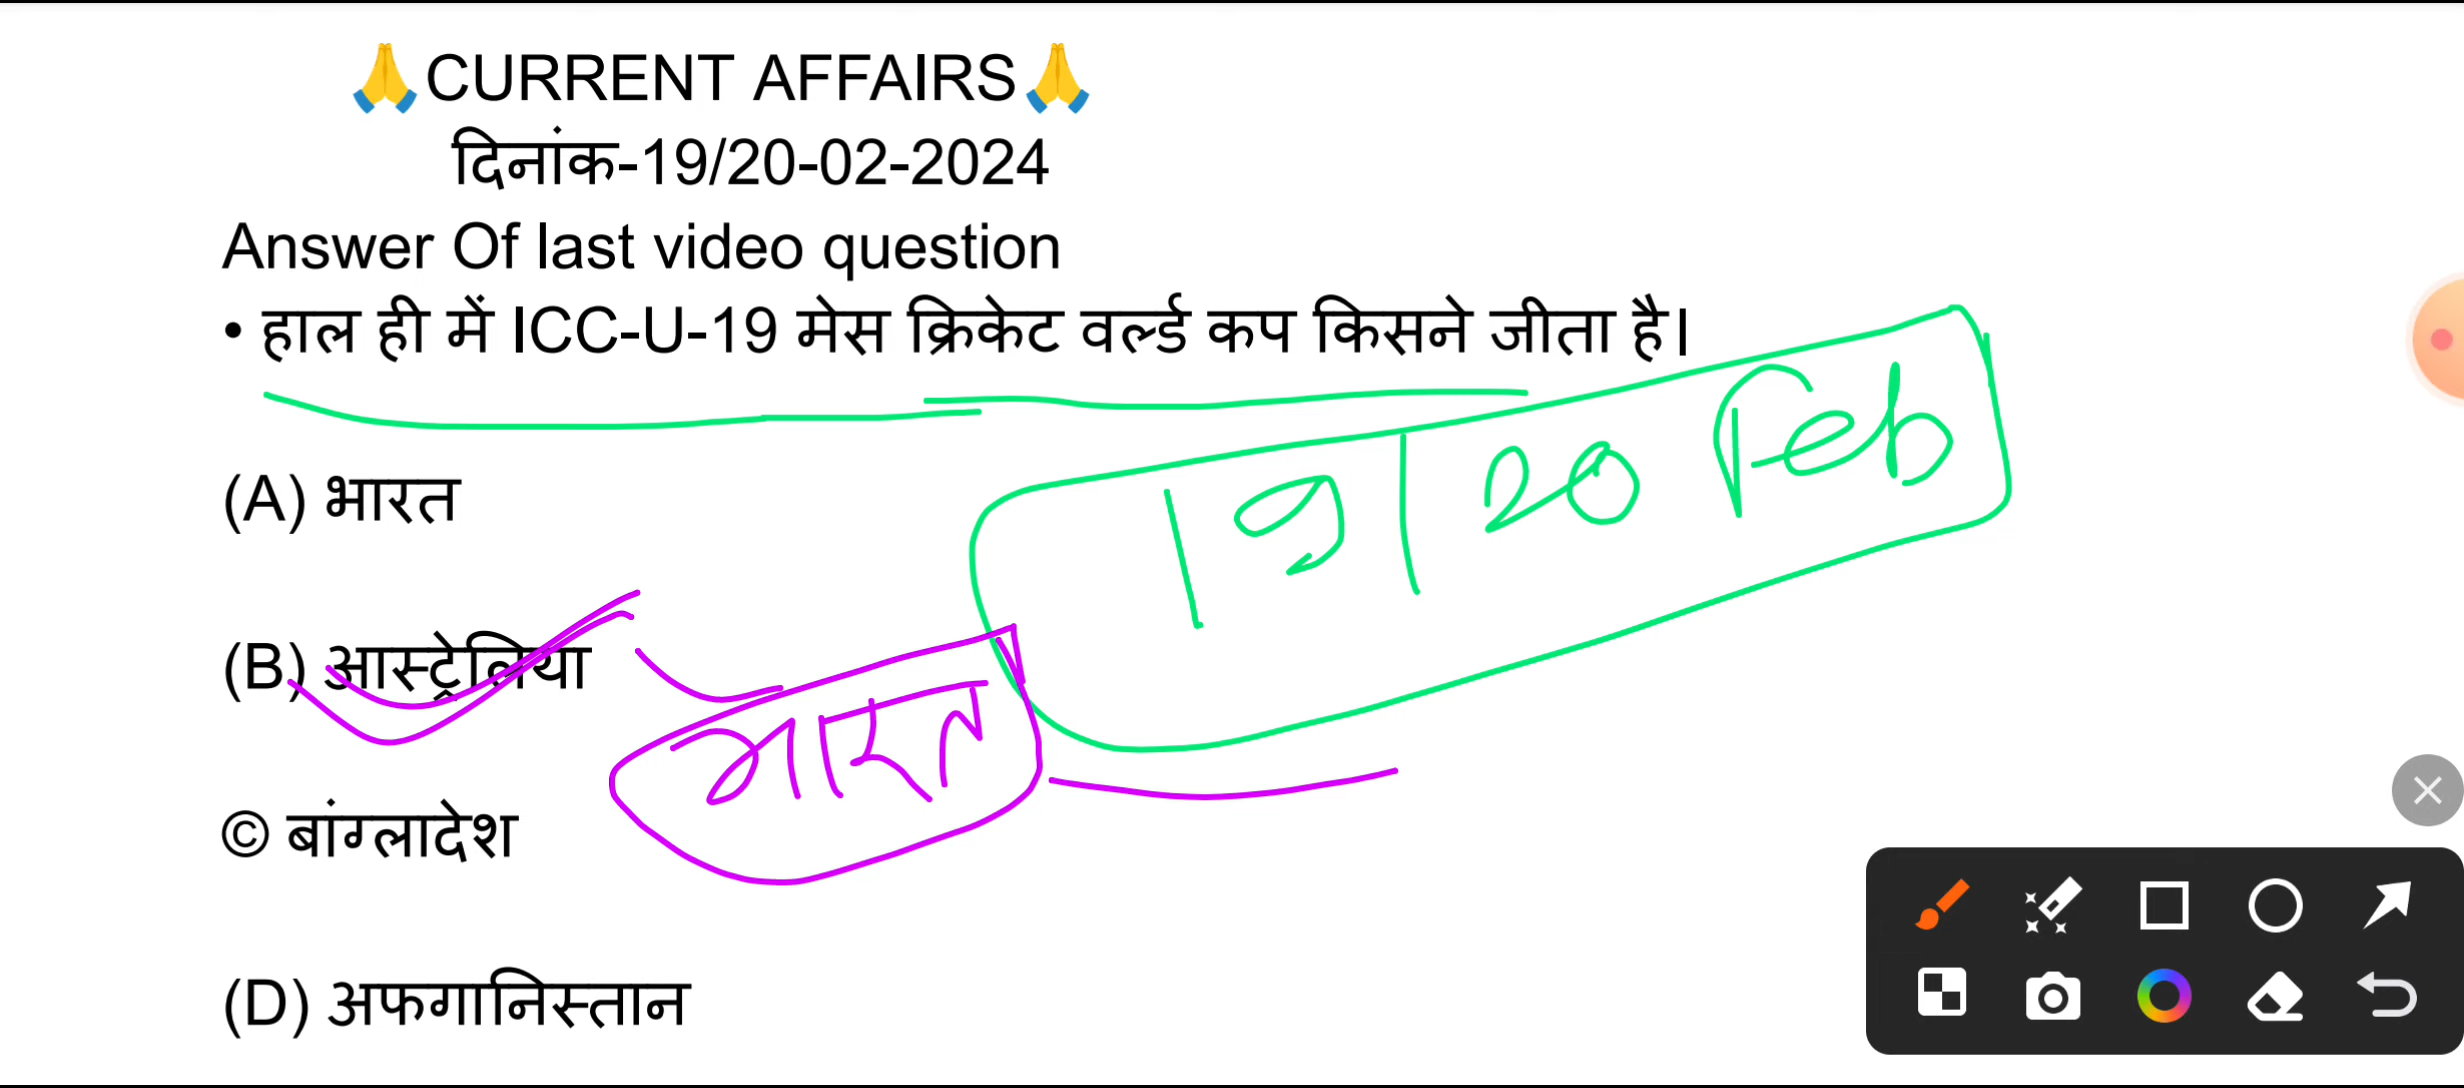 🙏CURRENT AFFAIRS🙏
दिनांक-19/20-02-2024
Answer Of last video question
• हाल ही में ICC-U-19 मेस क्रिकेट वर्ल्ड कप किसने जीता है।
19/20 Feb
(A) भारत
(B) आस्ट्रेलिया
भारत
© बांग्लादेश
(D) अफगानिस्तान